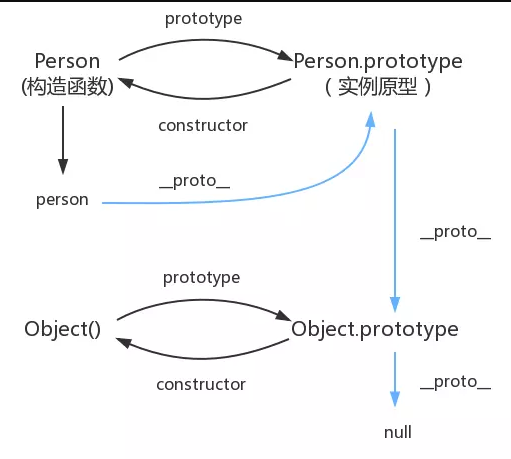 prototype
Person
(构造函数)
Person.prototype
（实例原型）
constructor
__proto__
person
__proto__
prototype
Object()
Object.prototype
constructor
__proto__
null